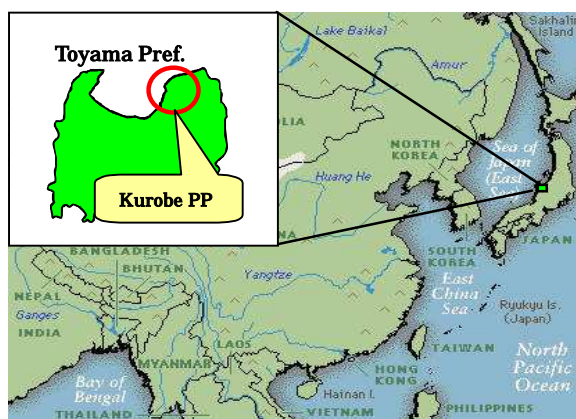 Toyama Pref.
Kurobe PP
Lake Baikal
Sakhalin
Island
Amur
OLIA
NORTH
KOREA
Sea of
Japan
(East
Sea)
Huang He
NA
JAPAN
SOUTH
KOREA
BANGLADESH
BHUTAN
Yangtze
East
China
Sea
NEPAL
Ganges
INDIA
Ryukyu Is.
(Japan)
LAOS
MYANMAR
TAIWAN
HONG
KONG
North
Pacific
Ocean
Bay of
Bengal
Hainan I.
THAILAND
VIETNAM
PHILIPPINES